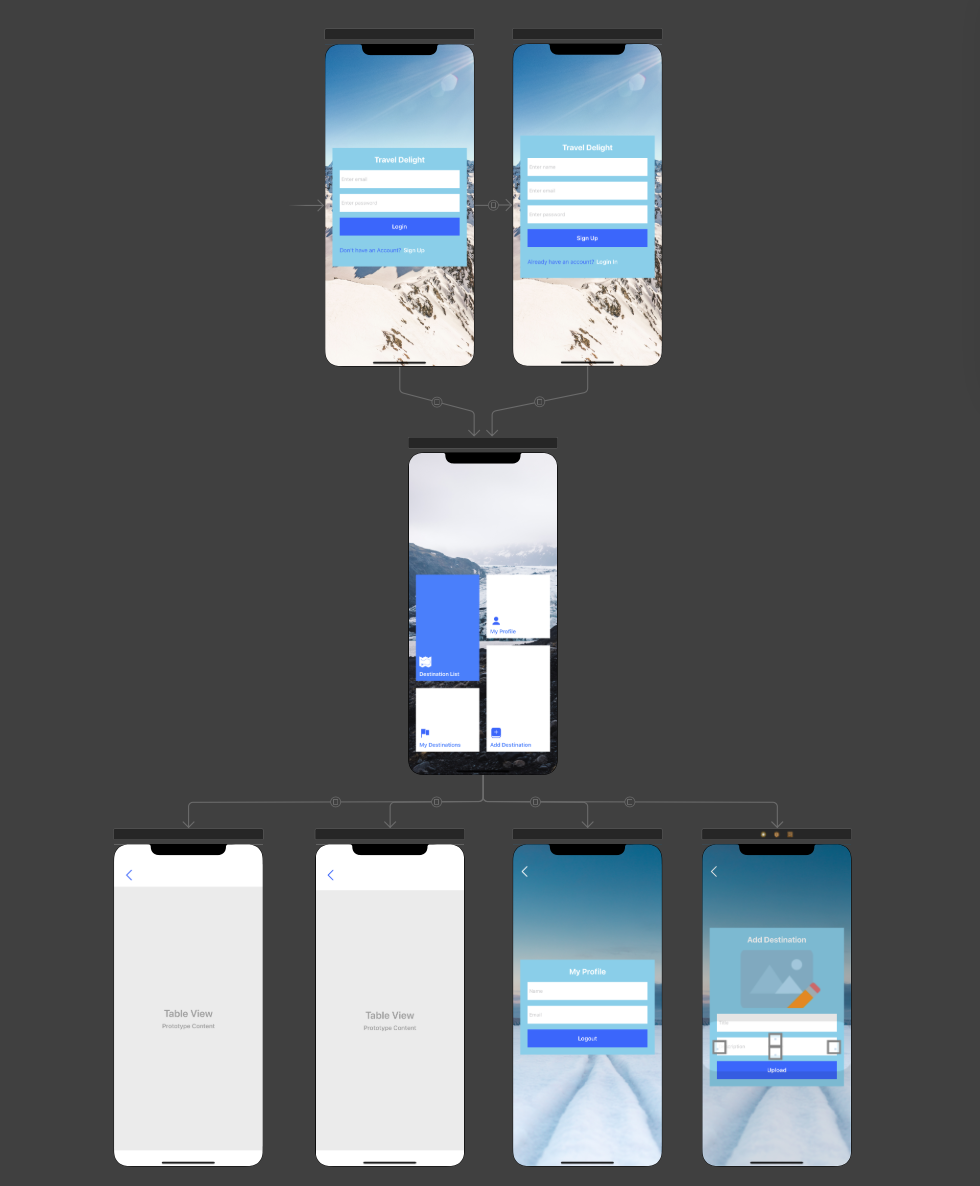 Travel Delight
Enter email
Enter password
Login
Don't have an Account? Sign Up
Travel Delight
Enter name
Enter email
Enter password
Sign Up
Already have an account? Login In
Destination List
My Profile
My Destinations
Add Destination
Table View
Prototype Content
Table View
Prototype Content
My Profile
Name
Email
Logout
Add Destination
Upload